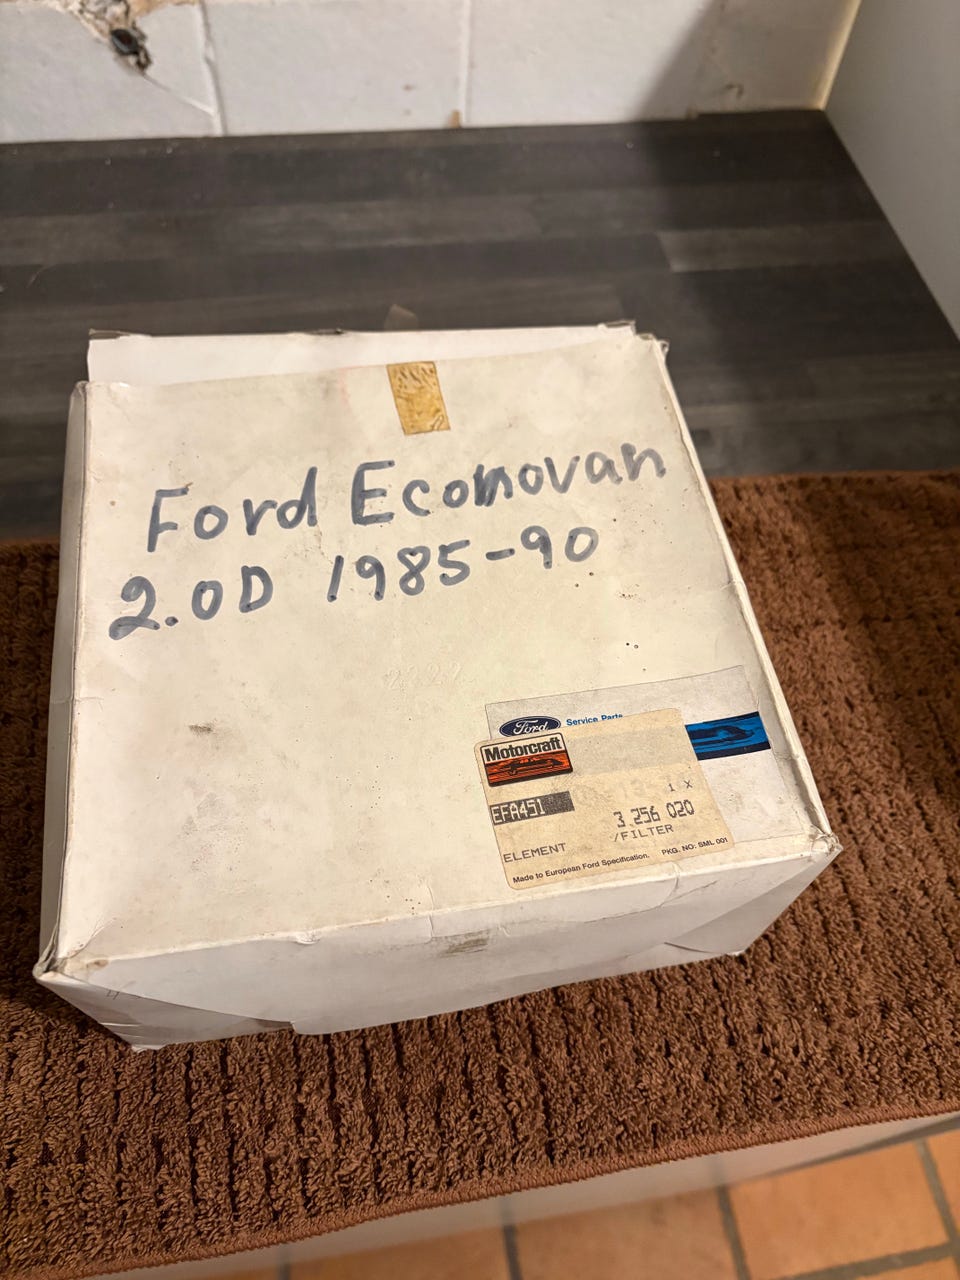 Ford Econovan
2.0D 1985-90
2222
Ford Service Parts
Motorcraft
1 X
EFA451
3 256 020
ELEMENT /FILTER
Made to European Ford Specification. PKG. NO: SML 001